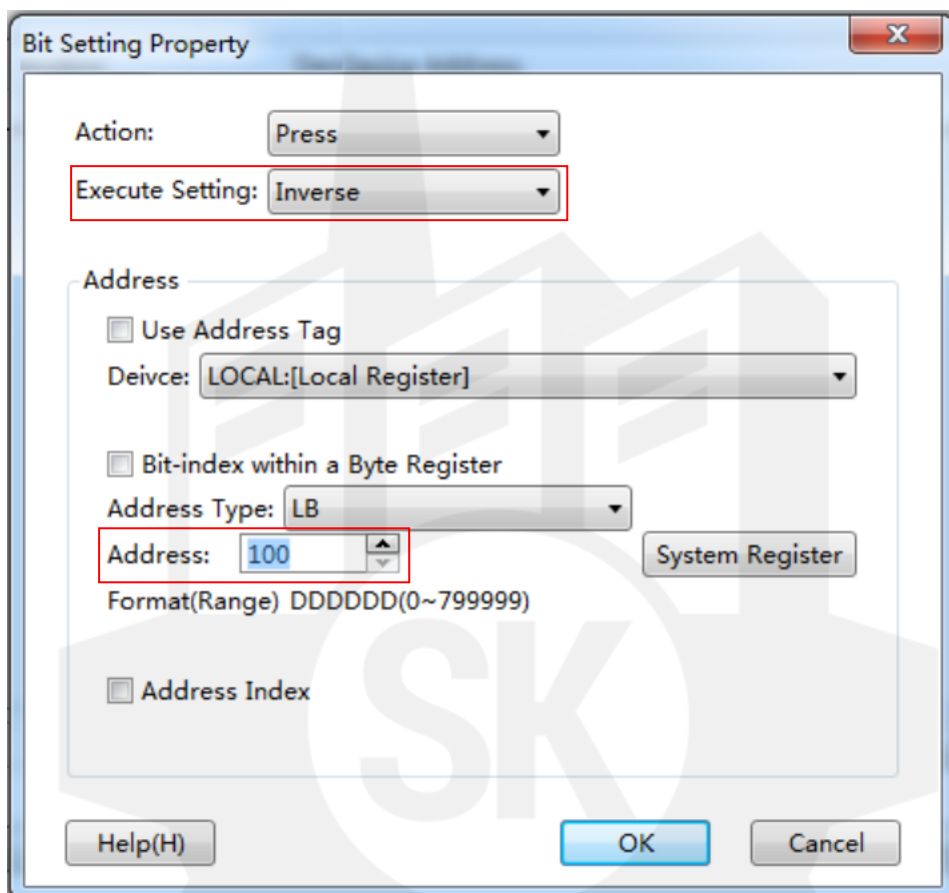 Bit Setting Property
Action: Press
Execute Setting: Inverse
Address
Use Address Tag
Deivce: LOCAL:[Local Register]
Bit-index within a Byte Register
Address Type: LB
Address: 100 System Register
Format(Range) DDDDDD(0~799999)
Address Index
SK
Help(H) OK Cancel